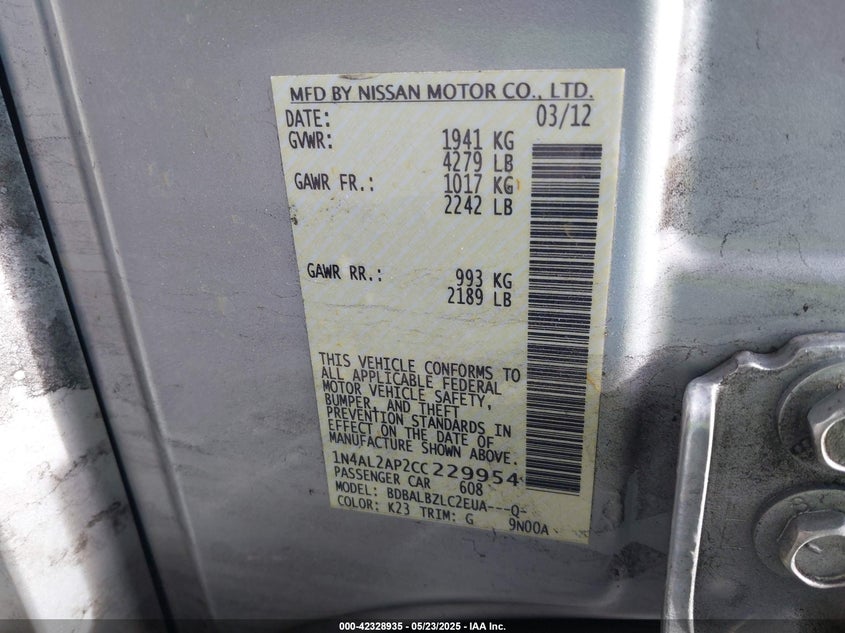 MFD BY NISSAN MOTOR CO., LTD.
DATE: 03/12
GVWR: 1941 KG
4279 LB
GAWR FR.: 1017 KG
2242 LB
GAWR RR.: 993 KG
2189 LB
THIS VEHICLE CONFORMS TO
ALL APPLICABLE FEDERAL
MOTOR VEHICLE SAFETY,
BUMPER, AND THEFT
PREVENTION STANDARDS IN
EFFECT ON THE DATE OF
MANUFACTURE SHOWN ABOVE.
1N4AL2AP2CC229954
PASSENGER CAR 608
MODEL: BDBALBZLC2EUA---Q-
COLOR: K23 TRIM: G 9N00A
000-42328935 - 05/23/2025 - IAA Inc.